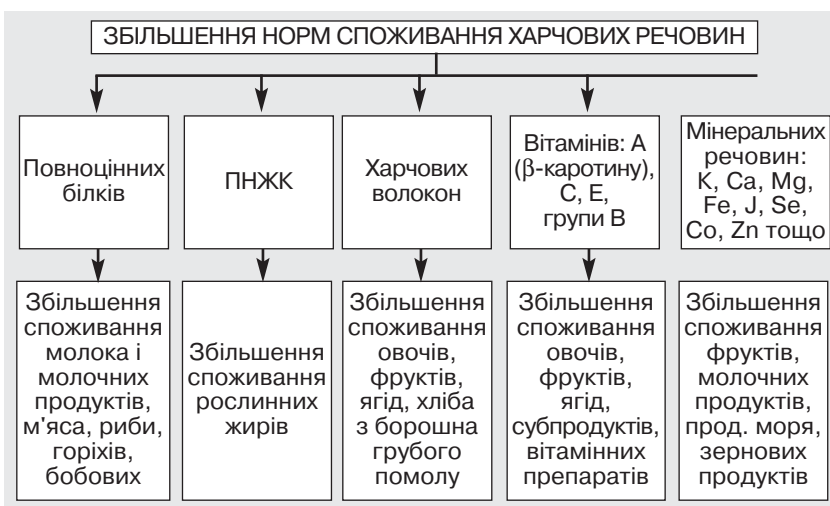 ЗБІЛЬШЕННЯ НОРМ СПОЖИВАННЯ ХАРЧОВИХ РЕЧОВИН
Повноцінних
білків
ПНЖК
Харчових
волокон
Вітамінів: А
(β-каротину),
С, Е,
групи В
Мінеральних
речовин:
K, Ca, Mg,
Fe, J, Se,
Co, Zn тощо
Збільшення
споживання
молока і
молочних
продуктів,
м'яса, риби,
горіхів,
бобових
Збільшення
споживання
рослинних
жирів
Збільшення
споживання
овочів,
фруктів,
ягід, хліба
з борошна
грубого
помолу
Збільшення
споживання
овочів,
фруктів,
ягід,
субпродуктів,
вітамінних
препаратів
Збільшення
споживання
фруктів,
молочних
продуктів,
прод. моря,
зернових
продуктів